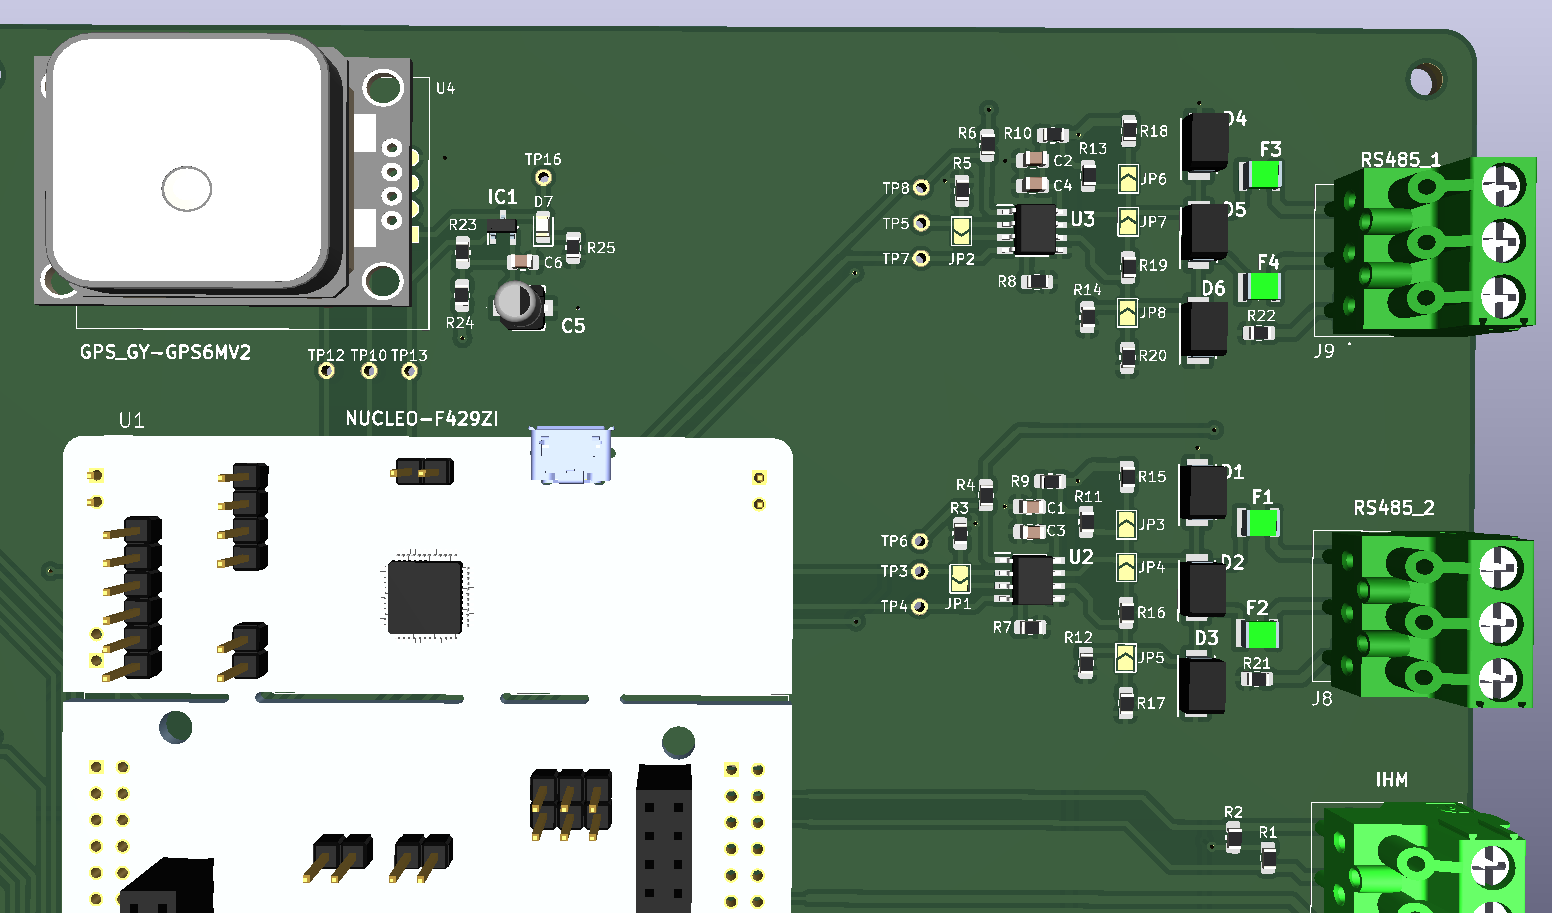 U4
TP16
IC1
D7
R23
R25
C6
R24
C5
GPS_GY-GPS6MV2
TP12 TP10 TP13
U1
NUCLEO-F429ZI
R6
R10
R18
D4
F3
RS485_1
C2
R13
R5
C4
JP6
TP8
TP5
U3
JP7
D5
JP2
TP7
R19
F4
R8
D6
R14
JP8
R22
R20
J9
R15
D1
R4
R9
R11
F1
RS485_2
R3
C1
JP3
C3
TP6
TP3
U2
JP4
D2
JP1
TP4
R16
F2
R7
R12
D3
JP5
R21
R17
J8
IHM
R2
R1